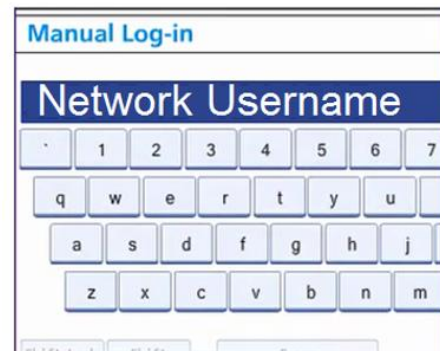 Manual Log-in
Network Username
` 1 2 3 4 5 6 7
q w e r t y u
a s d f g h j
z x c v b n m